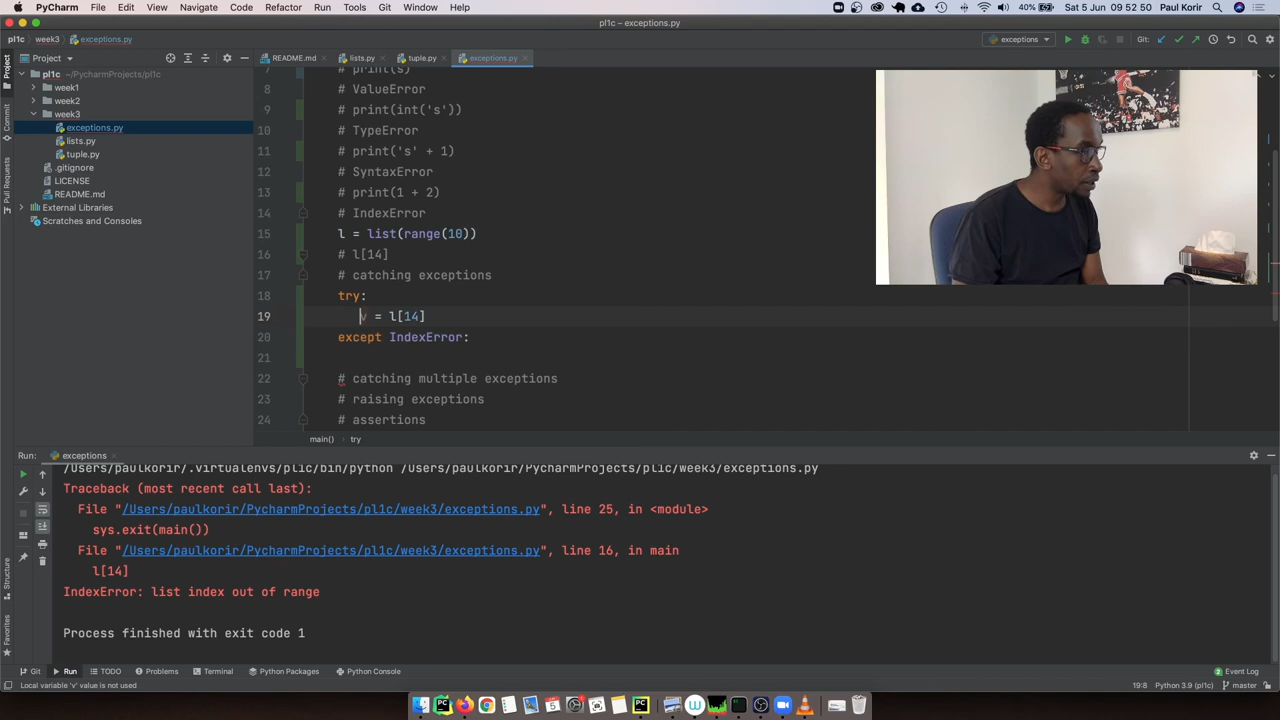 PyCharm File Edit View Navigate Code Refactor Run Tools Git Window Help 40% Sat 5 Jun 09:52:50 Paul Korir
pl1c – exceptions.py
pl1c week3 exceptions.py exceptions Git:
Project README.md lists.py tuple.py exceptions.py
pl1c ~/PycharmProjects/pl1c
week1
week2
week3
exceptions.py
lists.py
tuple.py
.gitignore
LICENSE
README.md
External Libraries
Scratches and Consoles
Project
Commit
Pull Requests
Structure
Favorites
7 # print(s)
8 # ValueError
9 # print(int('s'))
10 # TypeError
11 # print('s' + 1)
12 # SyntaxError
13 # print(1 + 2)
14 # IndexError
15 l = list(range(10))
16 # l[14]
17 # catching exceptions
18 try:
19 v = l[14]
20 except IndexError:
21
22 # catching multiple exceptions
23 # raising exceptions
24 # assertions
main() try
Run: exceptions
/Users/paulkorir/.virtualenvs/pl1c/bin/python /Users/paulkorir/PycharmProjects/pl1c/week3/exceptions.py
Traceback (most recent call last):
File "/Users/paulkorir/PycharmProjects/pl1c/week3/exceptions.py", line 25, in <module>
sys.exit(main())
File "/Users/paulkorir/PycharmProjects/pl1c/week3/exceptions.py", line 16, in main
l[14]
IndexError: list index out of range
Process finished with exit code 1
Git Run TODO Problems Terminal Python Packages Python Console 2 Event Log
Local variable 'v' value is not used 19:8 Python 3.9 (pl1c) master